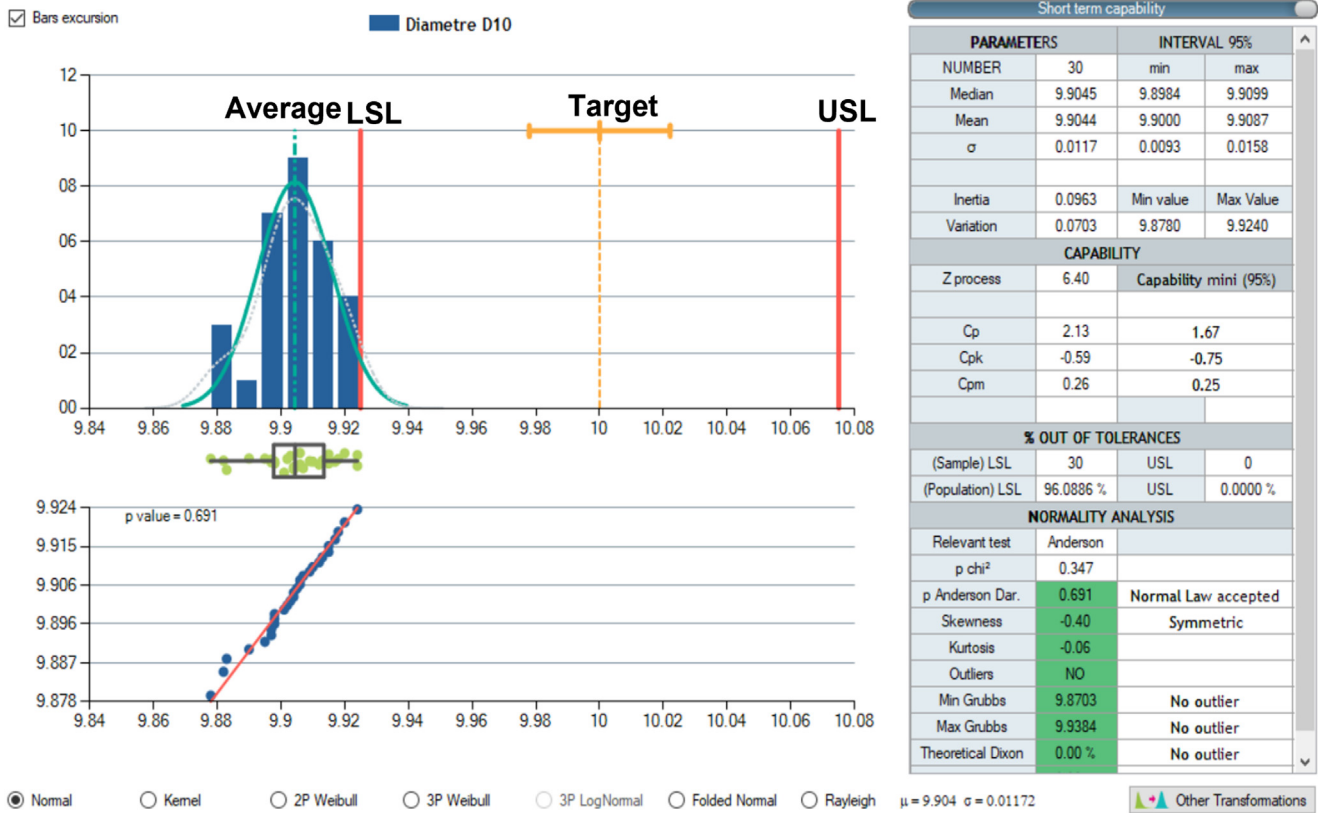 Bars excursion
Diametre D10
12
10
08
06
04
02
00
Average
LSL
Target
USL
9.84 9.86 9.88 9.9 9.92 9.94 9.96 9.98 10 10.02 10.04 10.06 10.08
p value = 0.691
9.924
9.915
9.906
9.896
9.887
9.878
9.84 9.86 9.88 9.9 9.92 9.94 9.96 9.98 10 10.02 10.04 10.06 10.08
Short term capability
PARAMETERS INTERVAL 95%
NUMBER 30 min max
Median 9.9045 9.8984 9.9099
Mean 9.9044 9.9000 9.9087
σ 0.0117 0.0093 0.0158
Inertia 0.0963 Min value Max Value
Variation 0.0703 9.8780 9.9240
CAPABILITY
Z process 6.40 Capability mini (95%)
Cp 2.13 1.67
Cpk -0.59 -0.75
Cpm 0.26 0.25
% OUT OF TOLERANCES
(Sample) LSL 30 USL 0
(Population) LSL 96.0886 % USL 0.0000 %
NORMALITY ANALYSIS
Relevant test Anderson
p chi² 0.347
p Anderson Dar. 0.691 Normal Law accepted
Skewness -0.40 Symmetric
Kurtosis -0.06
Outliers NO
Min Grubbs 9.8703 No outlier
Max Grubbs 9.9384 No outlier
Theoretical Dixon 0.00 % No outlier
Normal Kernel 2P Weibull 3P Weibull 3P LogNormal Folded Normal Rayleigh μ = 9.904 σ = 0.01172 Other Transformations